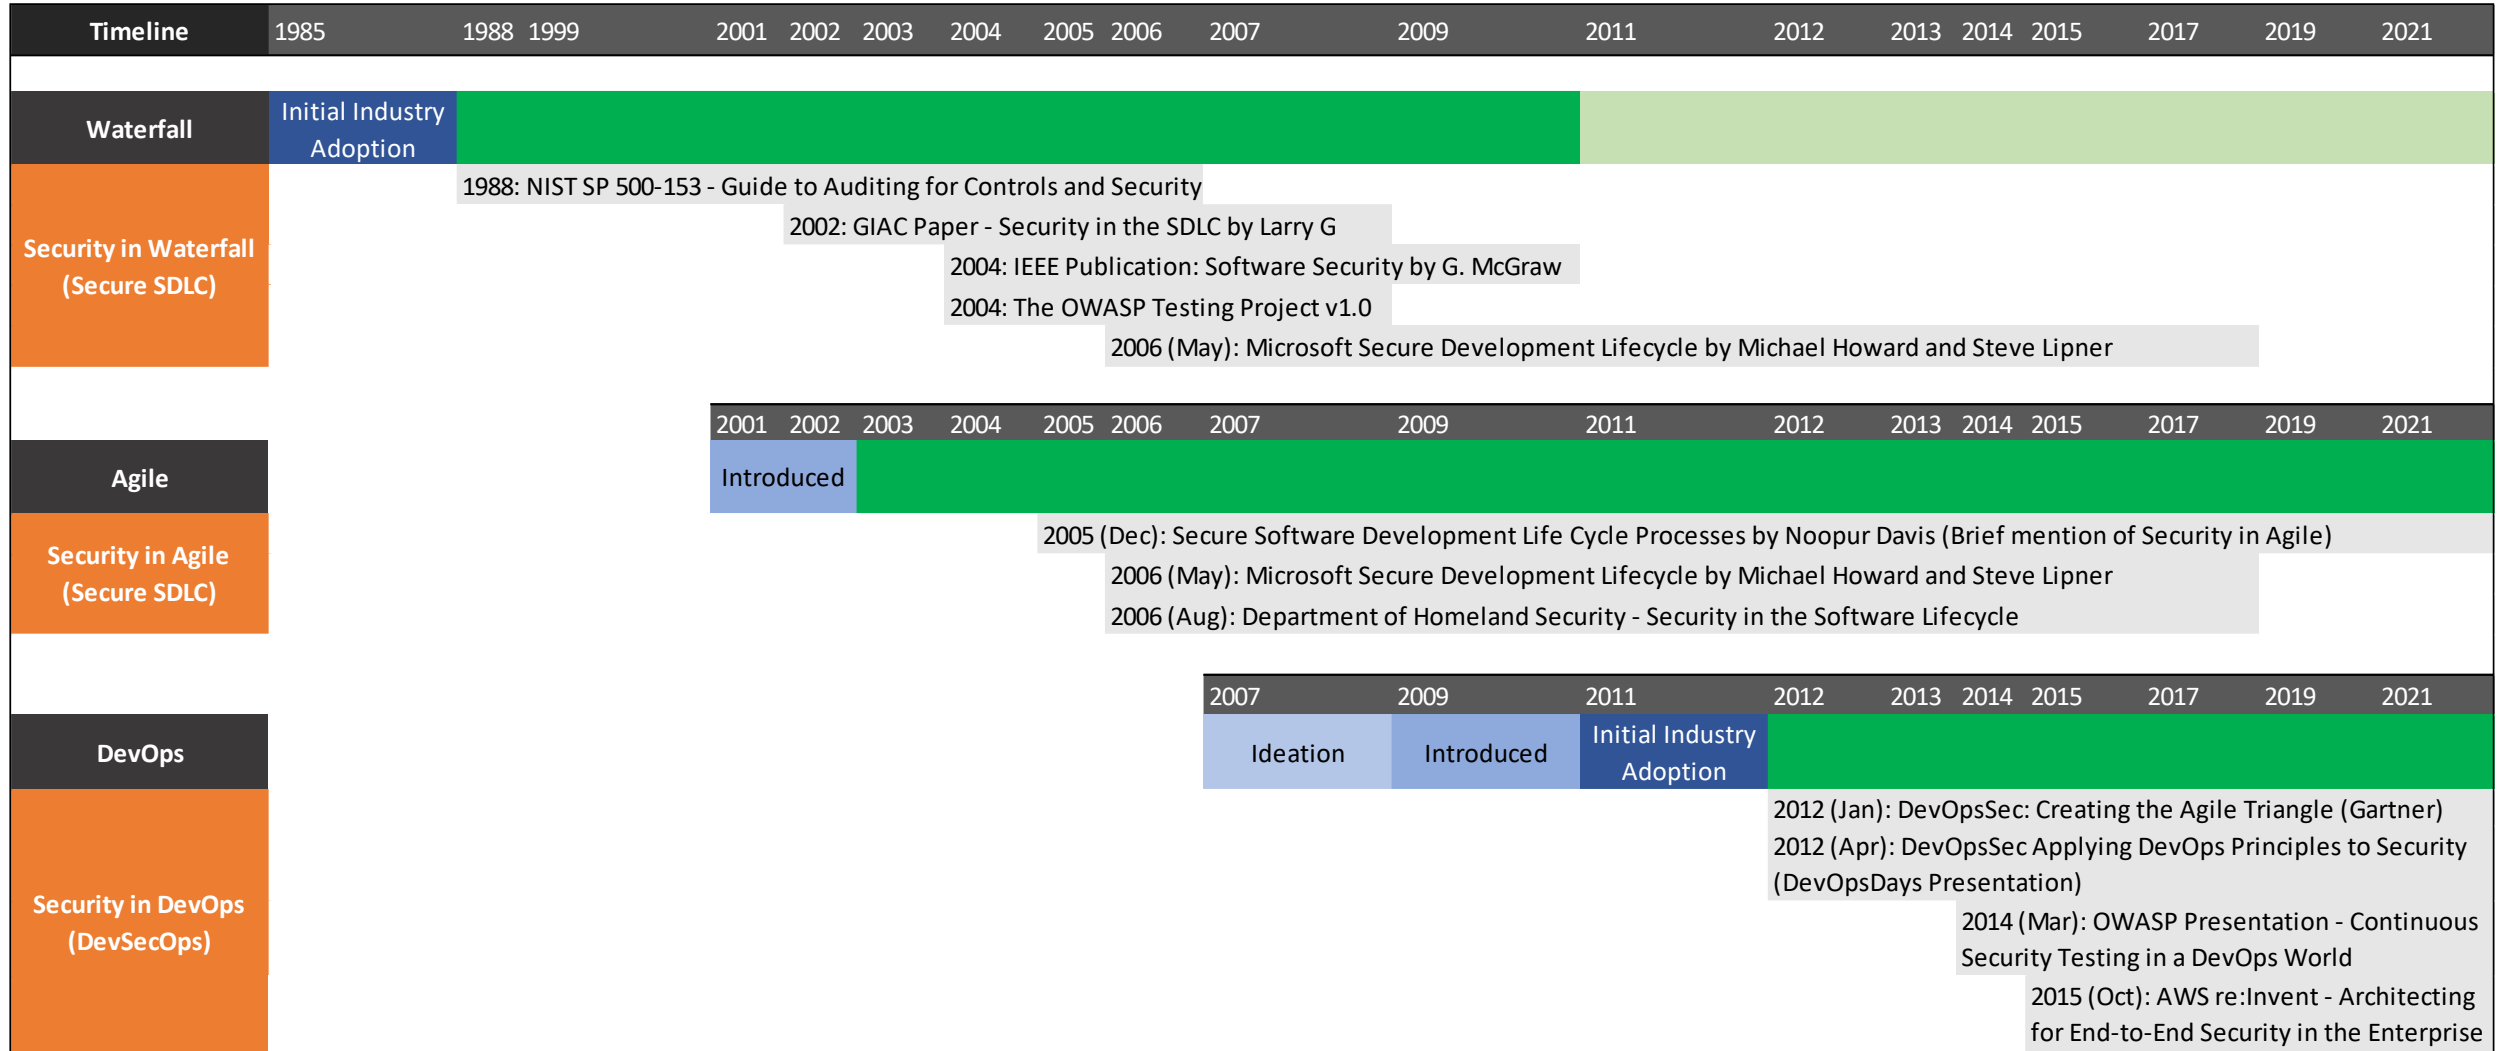 Timeline 1985 1988 1999 2001 2002 2003 2004 2005 2006 2007 2009 2011 2012 2013 2014 2015 2017 2019 2021
Waterfall
Initial Industry
Adoption
Security in Waterfall
(Secure SDLC)
1988: NIST SP 500-153 - Guide to Auditing for Controls and Security
2002: GIAC Paper - Security in the SDLC by Larry G
2004: IEEE Publication: Software Security by G. McGraw
2004: The OWASP Testing Project v1.0
2006 (May): Microsoft Secure Development Lifecycle by Michael Howard and Steve Lipner
2001 2002 2003 2004 2005 2006 2007 2009 2011 2012 2013 2014 2015 2017 2019 2021
Agile
Introduced
Security in Agile
(Secure SDLC)
2005 (Dec): Secure Software Development Life Cycle Processes by Noopur Davis (Brief mention of Security in Agile)
2006 (May): Microsoft Secure Development Lifecycle by Michael Howard and Steve Lipner
2006 (Aug): Department of Homeland Security - Security in the Software Lifecycle
2007 2009 2011 2012 2013 2014 2015 2017 2019 2021
DevOps
Ideation
Introduced
Initial Industry
Adoption
Security in DevOps
(DevSecOps)
2012 (Jan): DevOpsSec: Creating the Agile Triangle (Gartner)
2012 (Apr): DevOpsSec Applying DevOps Principles to Security
(DevOpsDays Presentation)
2014 (Mar): OWASP Presentation - Continuous
Security Testing in a DevOps World
2015 (Oct): AWS re:Invent - Architecting
for End-to-End Security in the Enterprise